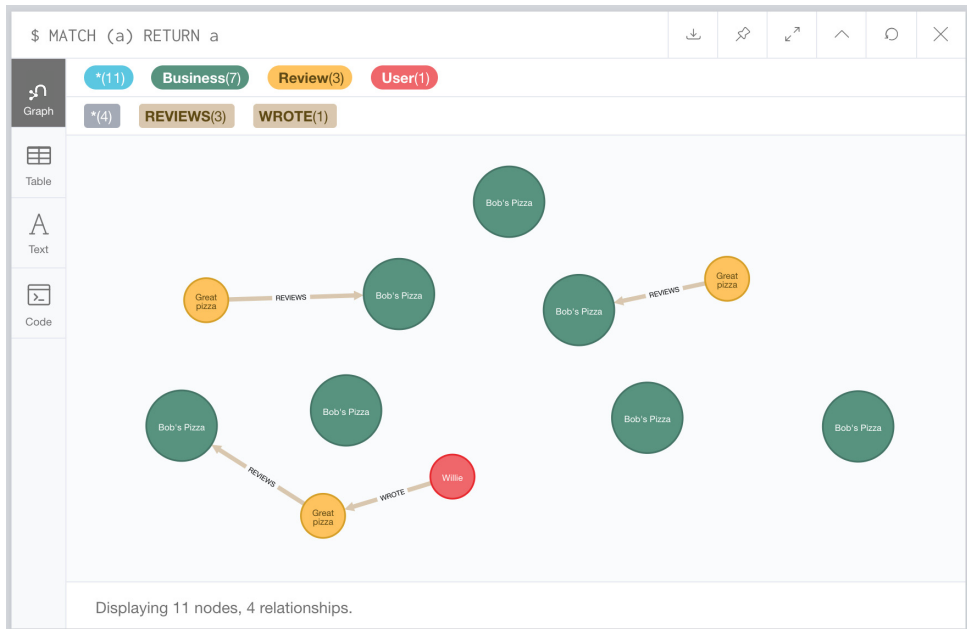 $ MATCH (a) RETURN a
Graph
Table
Text
Code
*(11) Business(7) Review(3) User(1)
*(4) REVIEWS(3) WROTE(1)
Bob's Pizza
Great
pizza
REVIEWS
Bob's Pizza
Bob's Pizza
REVIEWS
Great
pizza
Bob's Pizza
Bob's Pizza
Bob's Pizza
Bob's Pizza
REVIEWS
Great
pizza
WROTE
Willie
Displaying 11 nodes, 4 relationships.